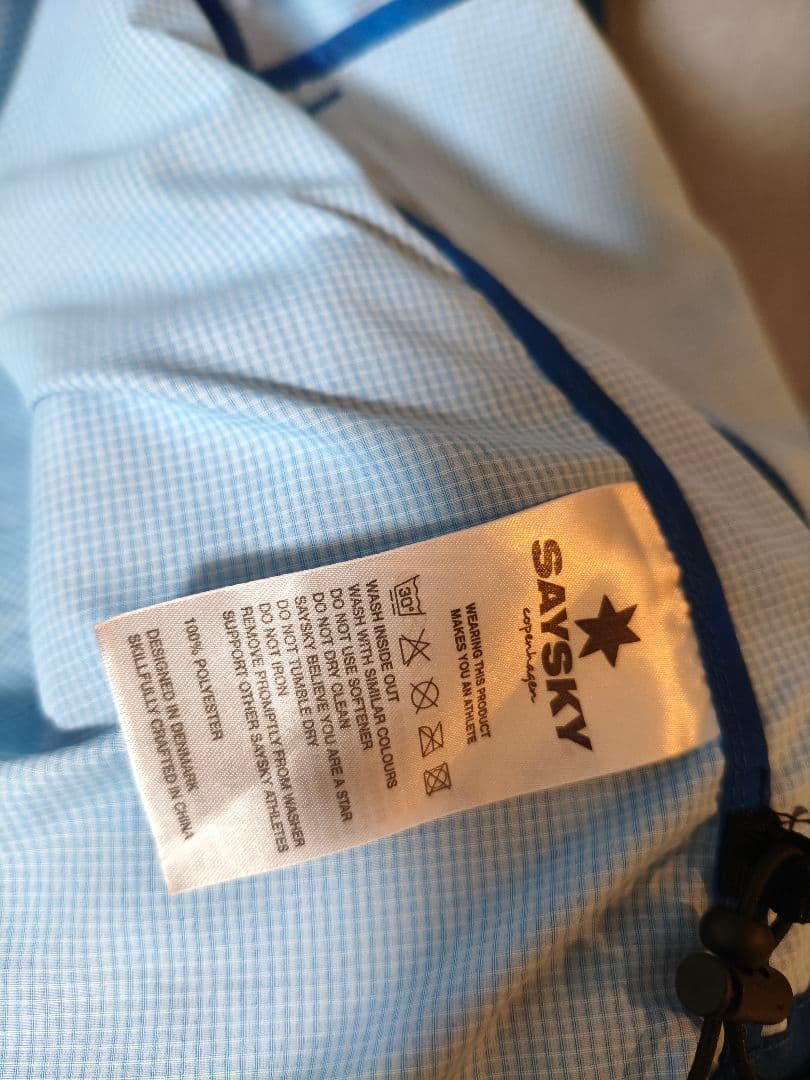 SAYSKY
copenhagen
WEARING THIS PRODUCT
MAKES YOU AN ATHLETE
30°
WASH INSIDE OUT
WASH WITH SIMILAR COLOURS
DO NOT USE SOFTENER
DO NOT DRY CLEAN
SAYSKY BELIEVE YOU ARE A STAR
DO NOT TUMBLE DRY
DO NOT IRON
REMOVE PROMPTLY FROM WASHER
SUPPORT OTHER SAYSKY ATHLETES
100% POLYESTER
DESIGNED IN DENMARK
SKILLFULLY CRAFTED IN CHINA